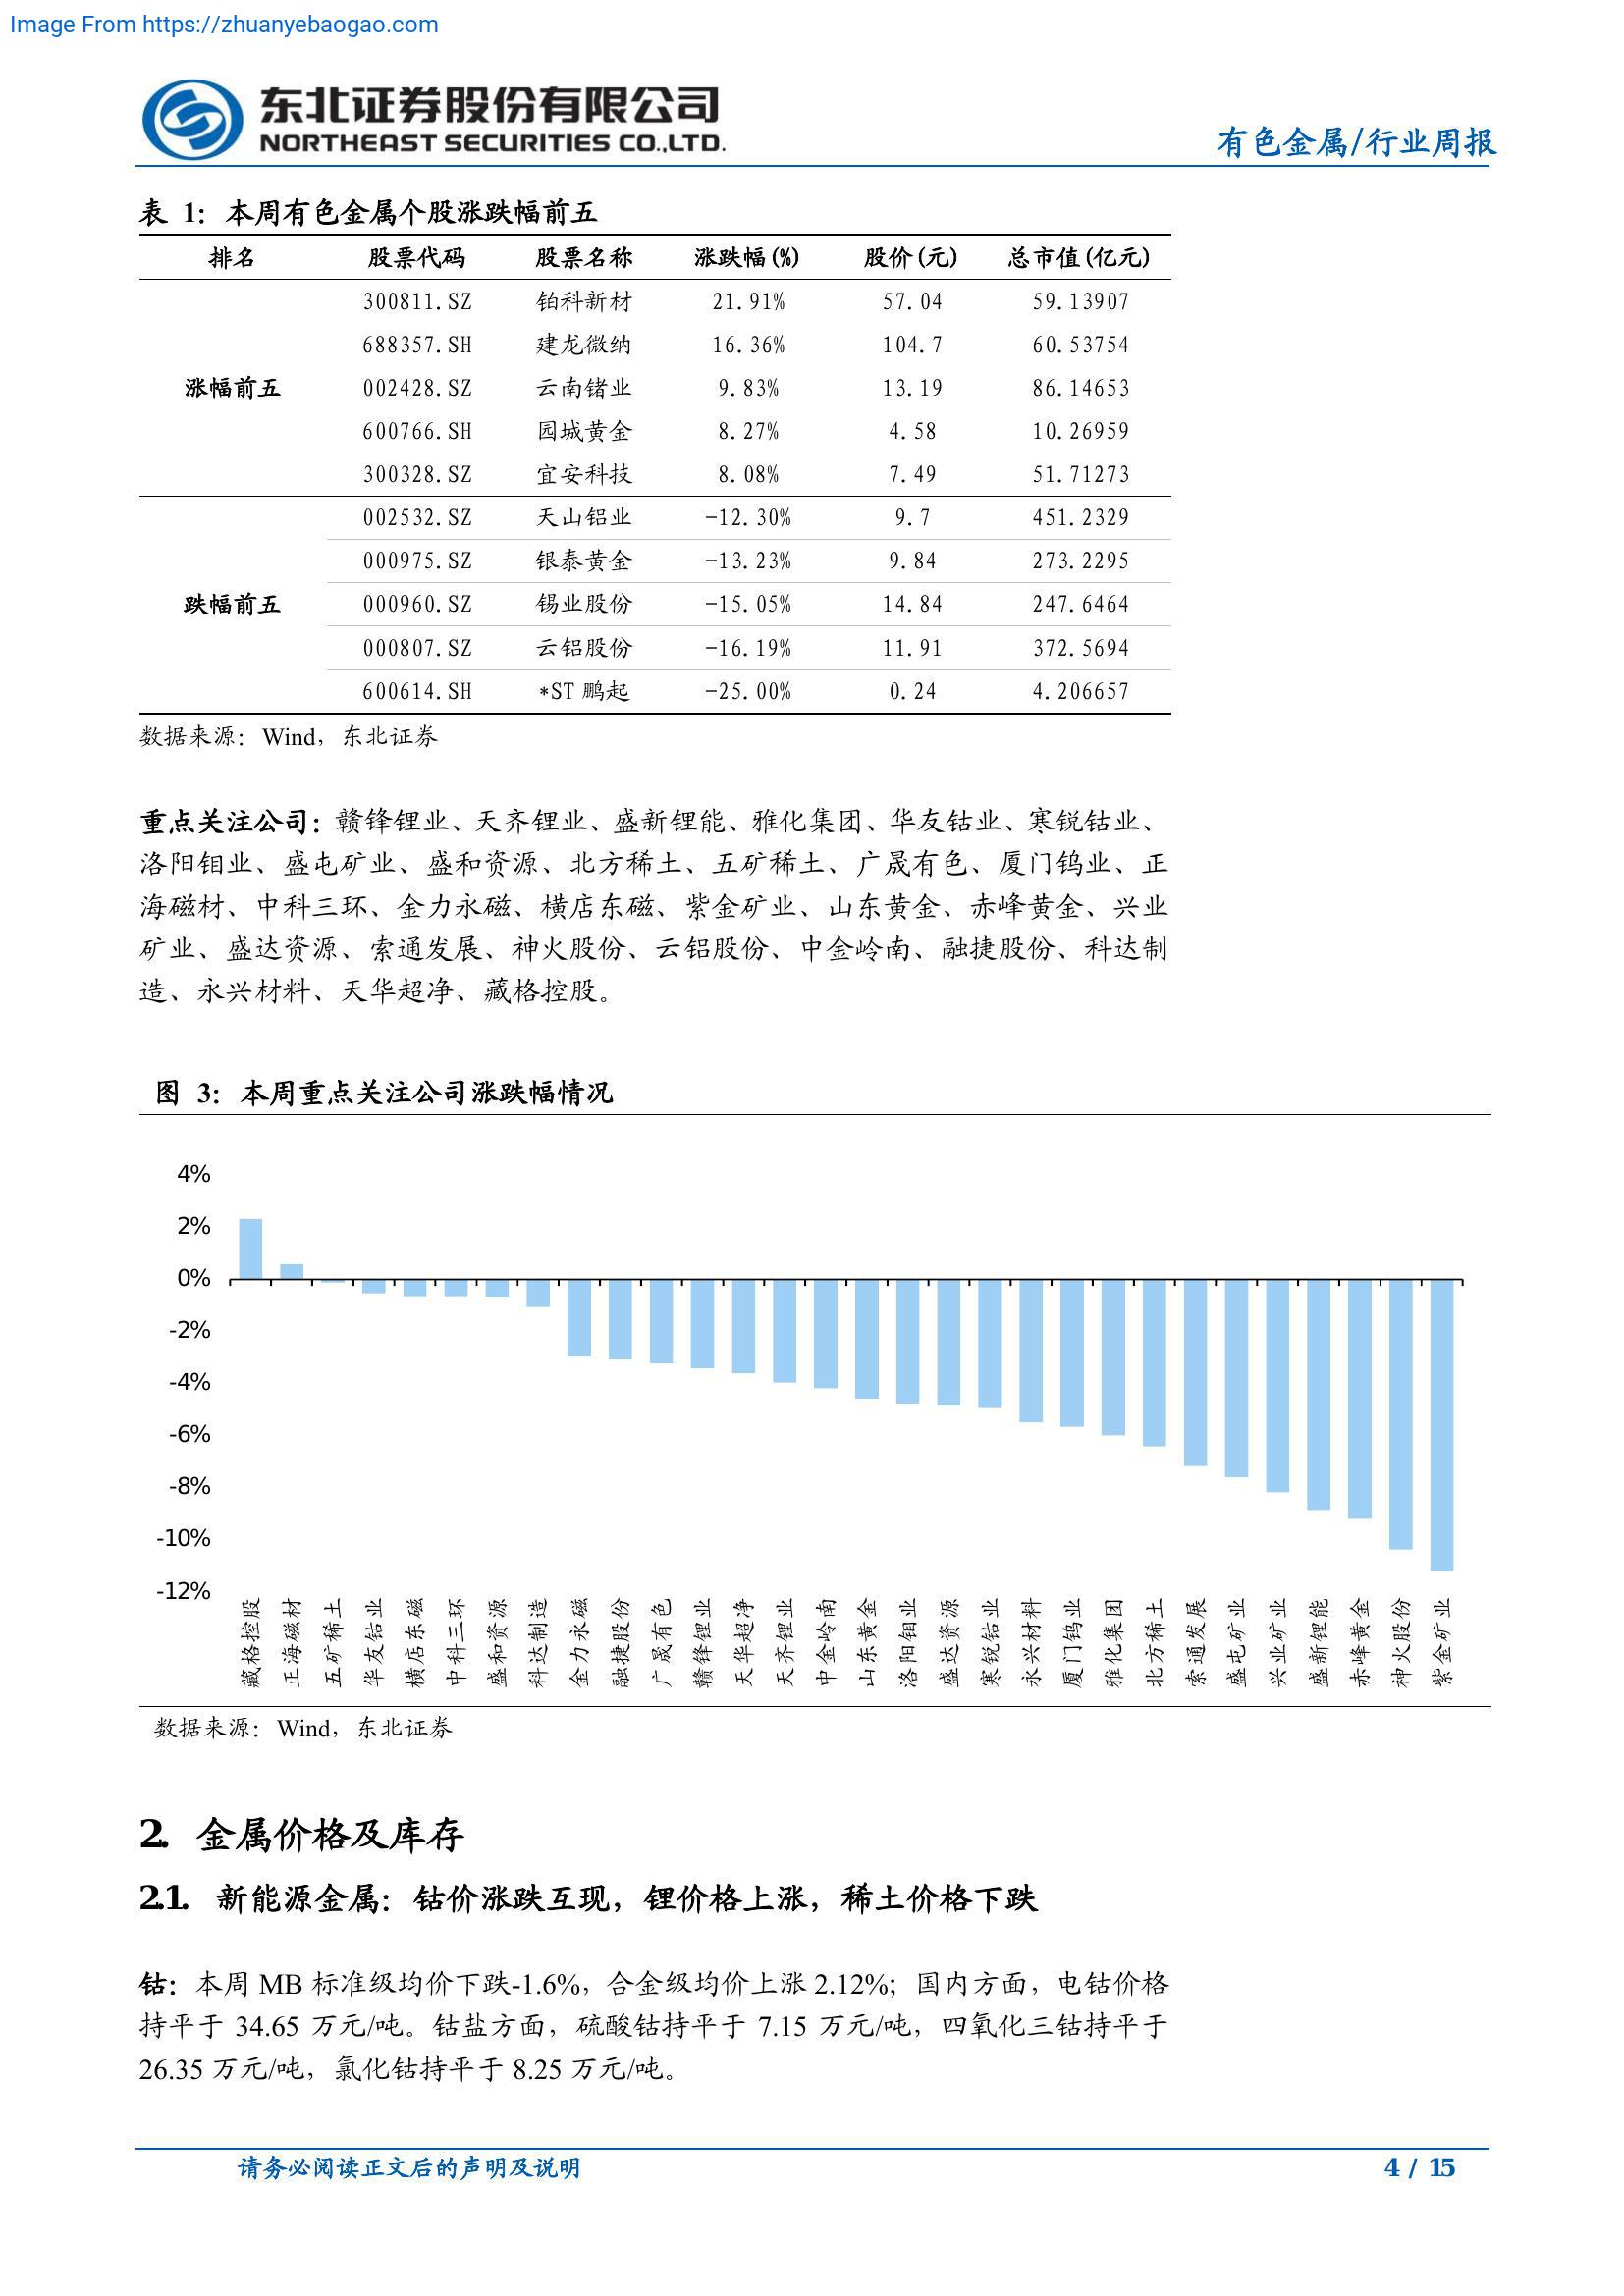 Image From https://zhuanyebaogao.com
东北证券股份有限公司
NORTHEAST SECURITIES CO.,LTD.
有色金属/行业周报
表 1：本周有色金属个股涨跌幅前五
排名 股票代码 股票名称 涨跌幅(%) 股价(元) 总市值(亿元)
300811.SZ 铂科新材 21.91% 57.04 59.13907
688357.SH 建龙微纳 16.36% 104.7 60.53754
涨幅前五 002428.SZ 云南锗业 9.83% 13.19 86.14653
600766.SH 园城黄金 8.27% 4.58 10.26959
300328.SZ 宜安科技 8.08% 7.49 51.71273
002532.SZ 天山铝业 -12.30% 9.7 451.2329
000975.SZ 银泰黄金 -13.23% 9.84 273.2295
跌幅前五 000960.SZ 锡业股份 -15.05% 14.84 247.6464
000807.SZ 云铝股份 -16.19% 11.91 372.5694
600614.SH *ST 鹏起 -25.00% 0.24 4.206657
数据来源：Wind，东北证券
重点关注公司：赣锋锂业、天齐锂业、盛新锂能、雅化集团、华友钴业、寒锐钴业、
洛阳钼业、盛屯矿业、盛和资源、北方稀土、五矿稀土、广晟有色、厦门钨业、正
海磁材、中科三环、金力永磁、横店东磁、紫金矿业、山东黄金、赤峰黄金、兴业
矿业、盛达资源、索通发展、神火股份、云铝股份、中金岭南、融捷股份、科达制
造、永兴材料、天华超净、藏格控股。
图 3：本周重点关注公司涨跌幅情况
4%
2%
0%
-2%
-4%
-6%
-8%
-10%
-12%
藏格控股
正海磁材
五矿稀土
华友钴业
横店东磁
中科三环
盛和资源
科达制造
金力永磁
融捷股份
广晟有色
赣锋锂业
天华超净
天齐锂业
中金岭南
山东黄金
洛阳钼业
盛达资源
寒锐钴业
永兴材料
厦门钨业
雅化集团
北方稀土
索通发展
盛屯矿业
兴业矿业
盛新锂能
赤峰黄金
神火股份
紫金矿业
数据来源：Wind，东北证券
2. 金属价格及库存
2.1. 新能源金属：钴价涨跌互现，锂价格上涨，稀土价格下跌
钴：本周 MB 标准级均价下跌-1.6%，合金级均价上涨 2.12%；国内方面，电钴价格
持平于 34.65 万元/吨。钴盐方面，硫酸钴持平于 7.15 万元/吨，四氧化三钴持平于
26.35 万元/吨，氯化钴持平于 8.25 万元/吨。
请务必阅读正文后的声明及说明
4 / 15